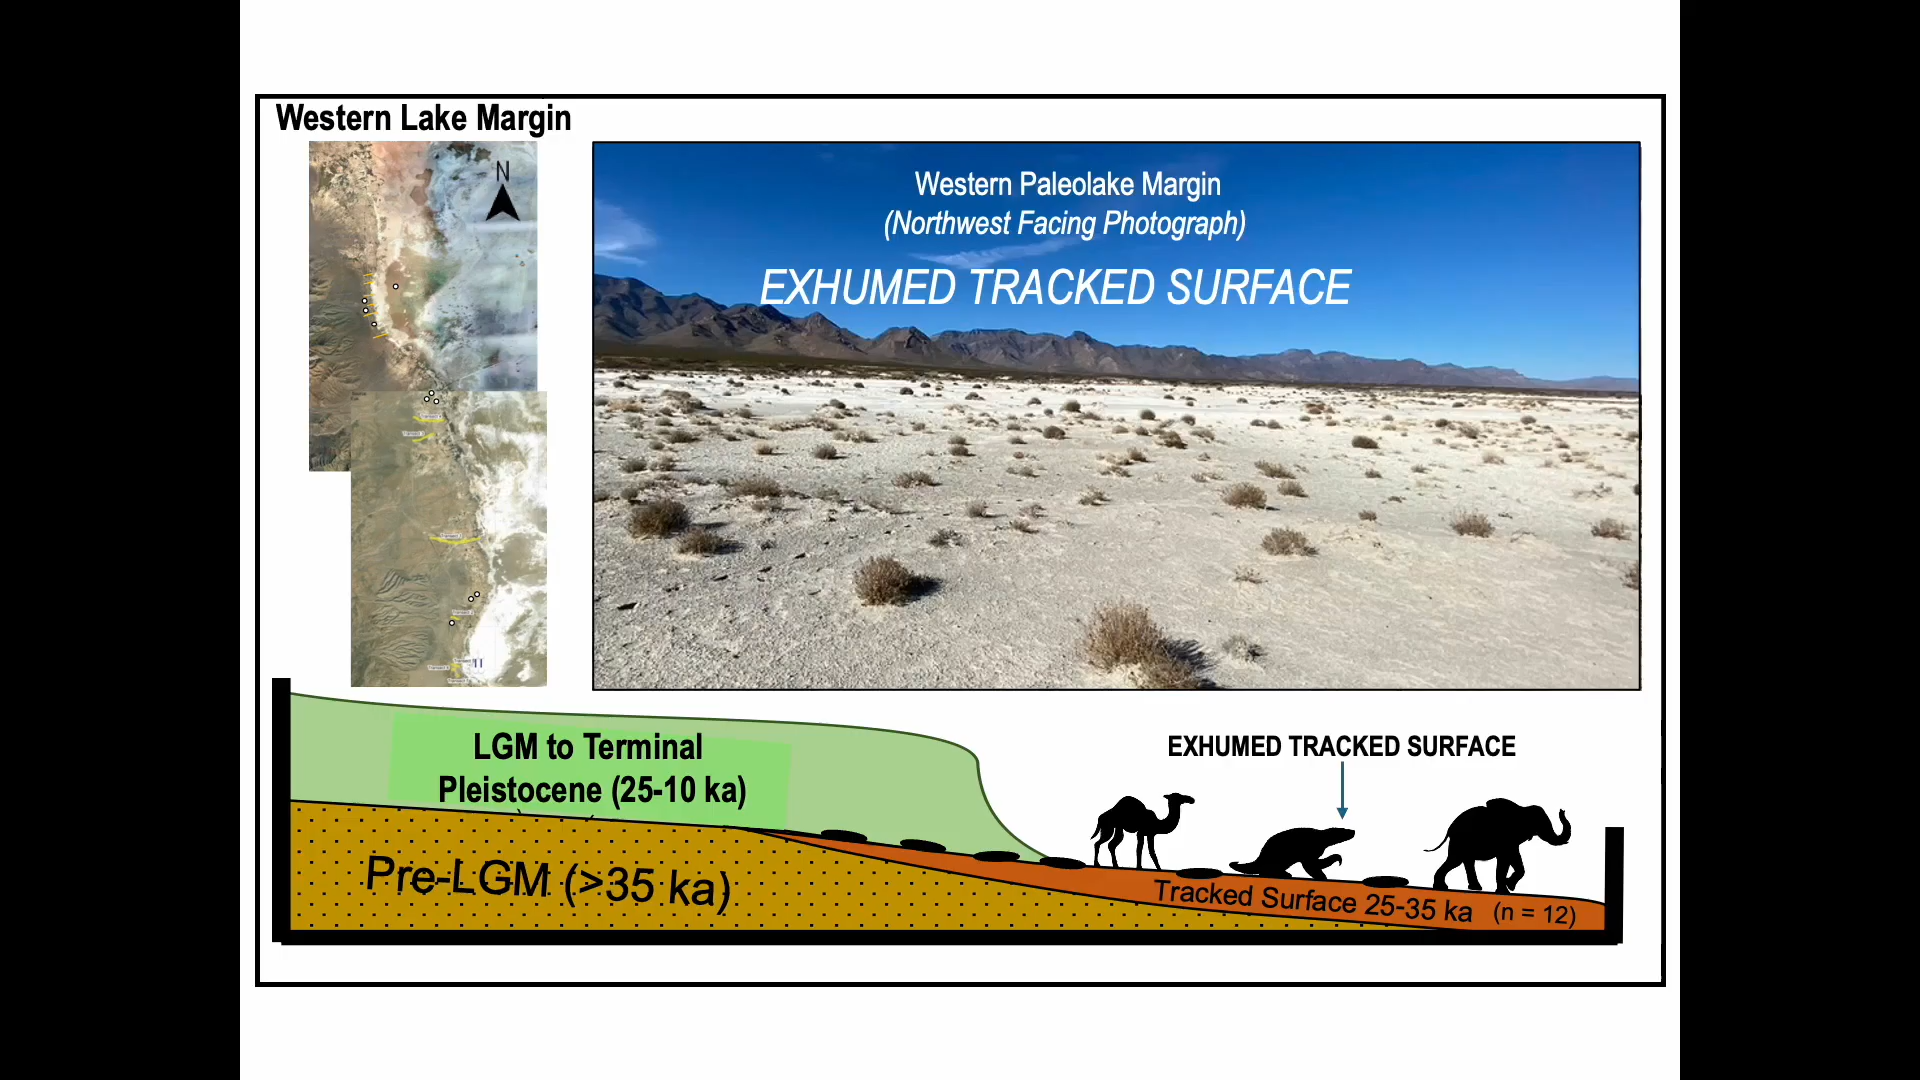 Western Lake Margin
N
Western Paleolake Margin
(Northwest Facing Photograph)
EXHUMED TRACKED SURFACE
LGM to Terminal
Pleistocene (25-10 ka)
EXHUMED TRACKED SURFACE
Pre-LGM (>35 ka)
Tracked Surface 25-35 ka (n = 12)